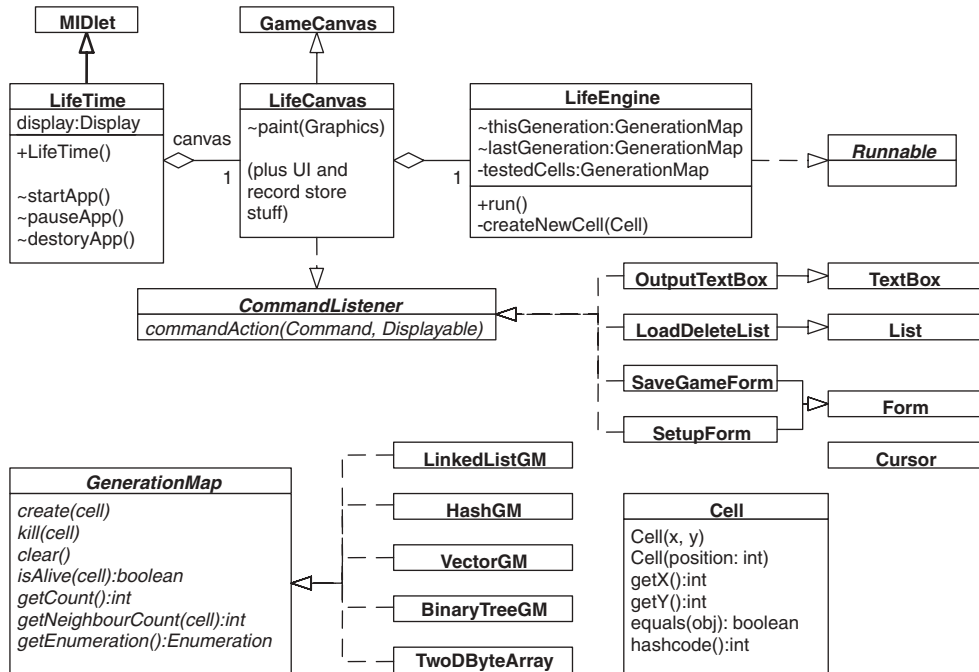 MIDlet
GameCanvas
LifeTime
display:Display
+LifeTime()
~startApp()
~pauseApp()
~destoryApp()
canvas
1
LifeCanvas
~paint(Graphics)
(plus UI and
record store
stuff)
1
LifeEngine
~thisGeneration:GenerationMap
~lastGeneration:GenerationMap
-testedCells:GenerationMap
+run()
-createNewCell(Cell)
Runnable
CommandListener
commandAction(Command, Displayable)
OutputTextBox
TextBox
LoadDeleteList
List
SaveGameForm
Form
SetupForm
Cursor
GenerationMap
create(cell)
kill(cell)
clear()
isAlive(cell):boolean
getCount():int
getNeighbourCount(cell):int
getEnumeration():Enumeration
LinkedListGM
HashGM
VectorGM
BinaryTreeGM
TwoDByteArray
Cell
Cell(x, y)
Cell(position: int)
getX():int
getY():int
equals(obj): boolean
hashcode():int